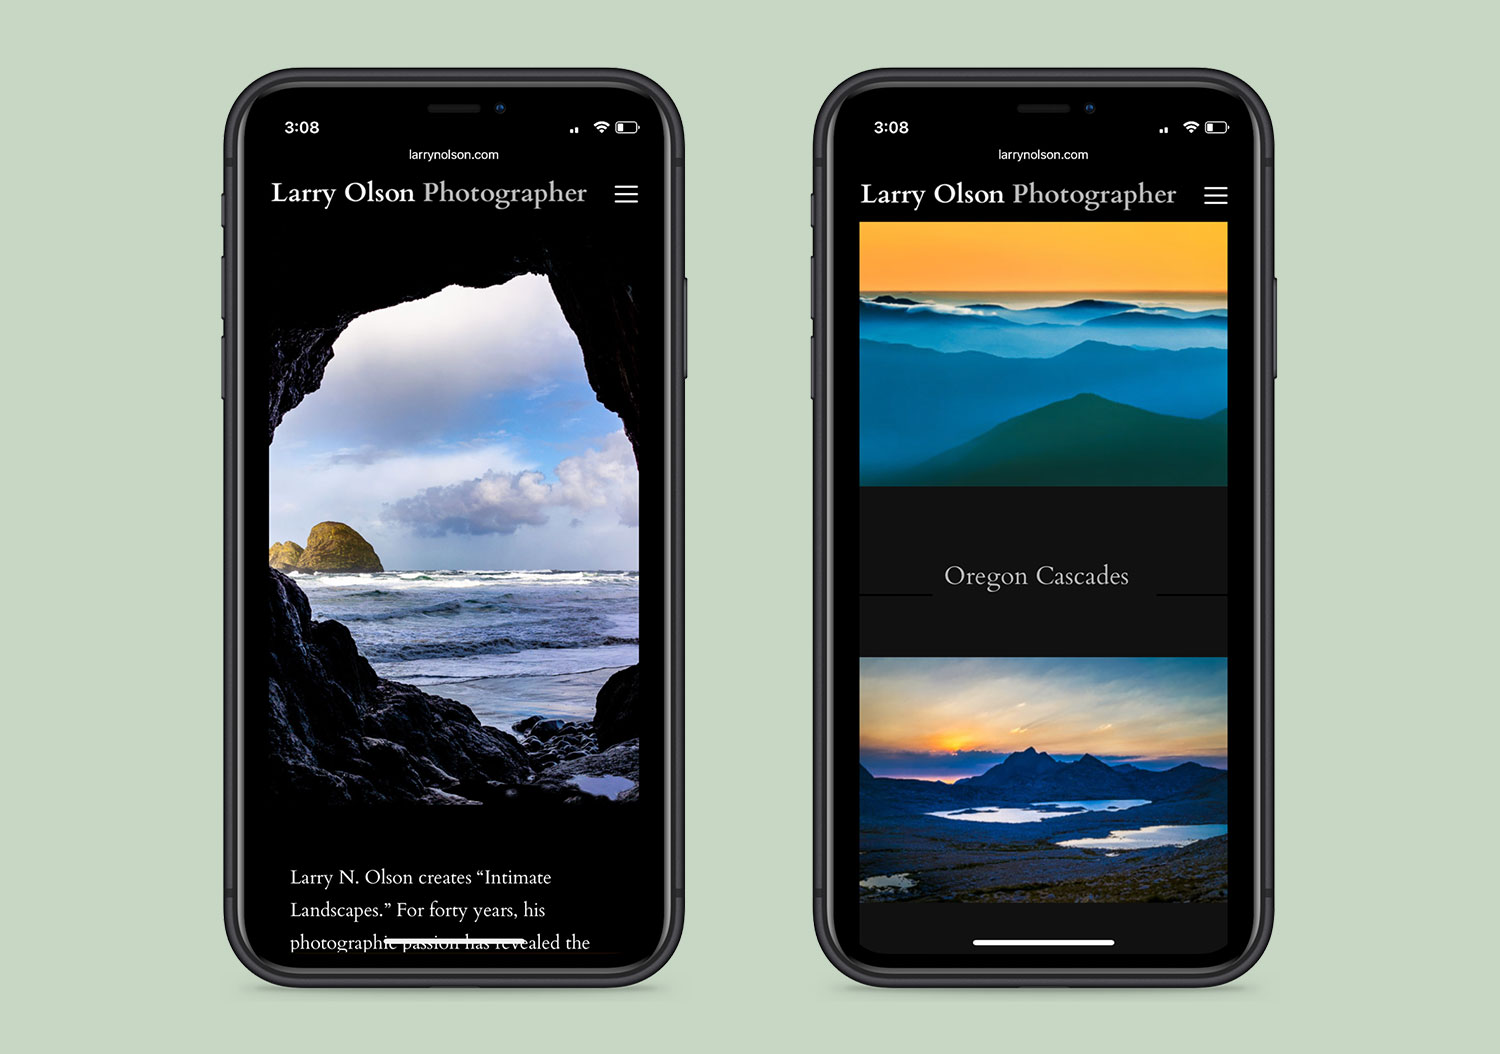 3:08
larrynolson.com
Larry Olson Photographer
Larry N. Olson creates “Intimate
Landscapes.” For forty years, his
photographic passion has revealed the
3:08
larrynolson.com
Larry Olson Photographer
Oregon Cascades